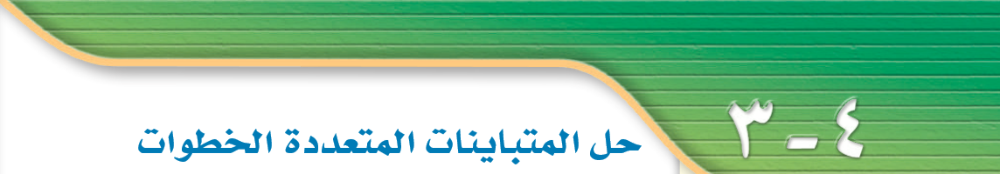 ٤ - ٣
حل المتباينات المتعددة الخطوات